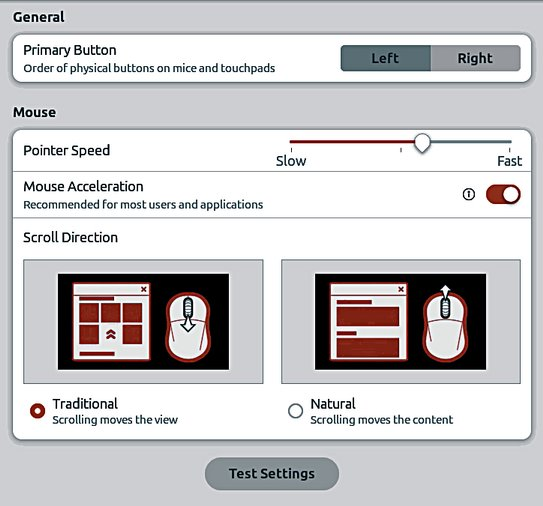 General
Primary Button
Order of physical buttons on mice and touchpads
Left
Right
Mouse
Pointer Speed
Slow
Fast
Mouse Acceleration
Recommended for most users and applications
Scroll Direction
Traditional
Scrolling moves the view
Natural
Scrolling moves the content
Test Settings